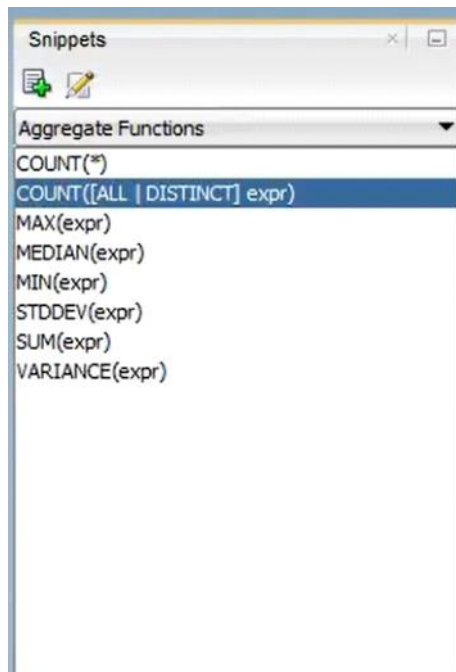 Snippets
Aggregate Functions
COUNT(*)
COUNT([ALL | DISTINCT] expr)
MAX(expr)
MEDIAN(expr)
MIN(expr)
STDDEV(expr)
SUM(expr)
VARIANCE(expr)